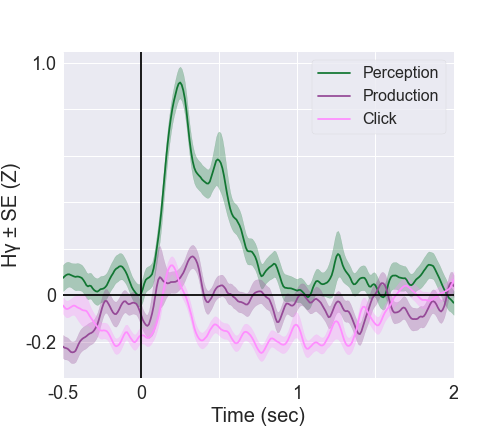 Hγ ± SE (Z)
1.0
0
-0.2
Perception
Production
Click
-0.5
0
1
2
Time (sec)